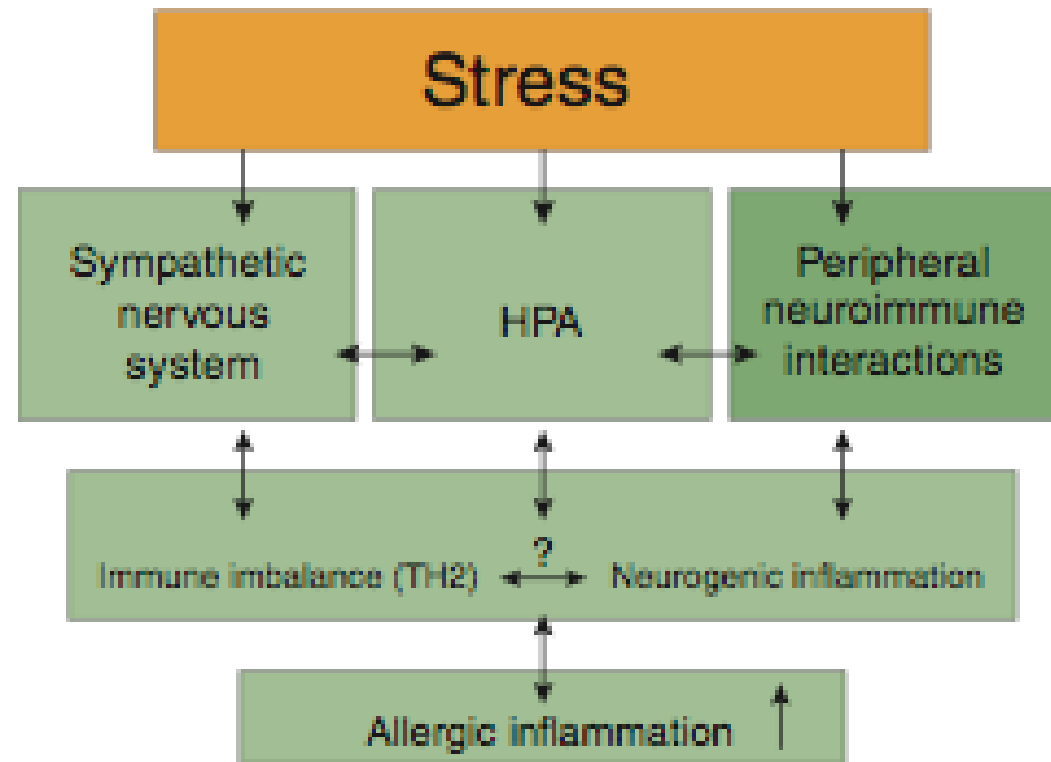 Stress
Sympathetic
nervous
system
HPA
Peripheral
neuroimmune
interactions
?
Immune imbalance (TH2)
Neurogenic inflammation
Allergic inflammation